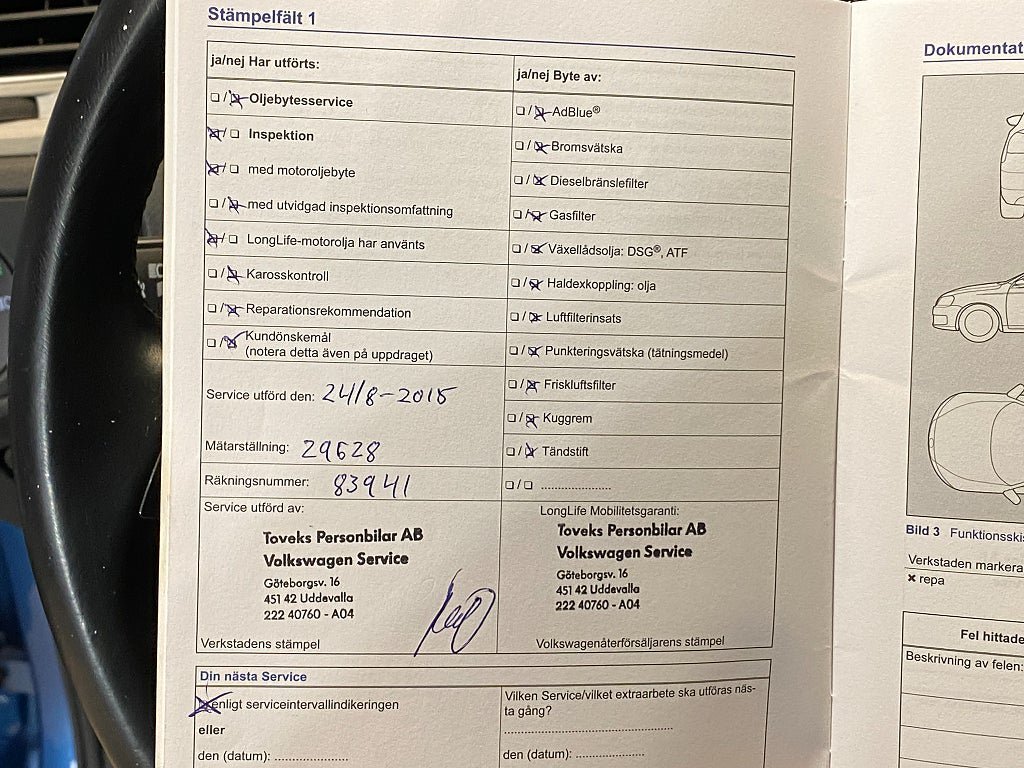 Stämpelfält 1
ja/nej Har utförts:
☐ / ☒ Oljebytesservice
☒ / ☐ Inspektion
☒ / ☐ med motoroljebyte
☐ / ☒ med utvidgad inspektionsomfattning
☒ / ☐ LongLife-motorolja har använts
☐ / ☒ Karosskontroll
☐ / ☒ Reparationsrekommendation
☐ / ☒ Kundönskemål
(notera detta även på uppdraget)
Service utförd den: 24/8-2015
Mätarställning: 29628
Räkningsnummer: 83941
Service utförd av:
Toveks Personbilar AB
Volkswagen Service
Göteborgsv. 16
451 42 Uddevalla
222 40760 - A04
Verkstadens stämpel
ja/nej Byte av:
☐ / ☒ AdBlue®
☐ / ☒ Bromsvätska
☐ / ☒ Dieselbränslefilter
☐ / ☒ Gasfilter
☐ / ☒ Växellådsolja: DSG®, ATF
☐ / ☒ Haldexkoppling: olja
☐ / ☒ Luftfilterinsats
☐ / ☒ Punkteringsvätska (tätningsmedel)
☐ / ☒ Friskluftsfilter
☐ / ☒ Kuggrem
☐ / ☒ Tändstift
☐ / ☐ .....................
LongLife Mobilitetsgaranti:
Toveks Personbilar AB
Volkswagen Service
Göteborgsv. 16
451 42 Uddevalla
222 40760 - A04
Volkswagenåterförsäljarens stämpel
Din nästa Service
☒ enligt serviceintervallindikeringen
eller
den (datum): ......................
Vilken Service/vilket extraarbete ska utföras näs-
ta gång?
..................................................
den (datum): .....................
Dokumentat
Bild 3 Funktionsskis
Verkstaden markera
✖ repa
Fel hittade
Beskrivning av felen: